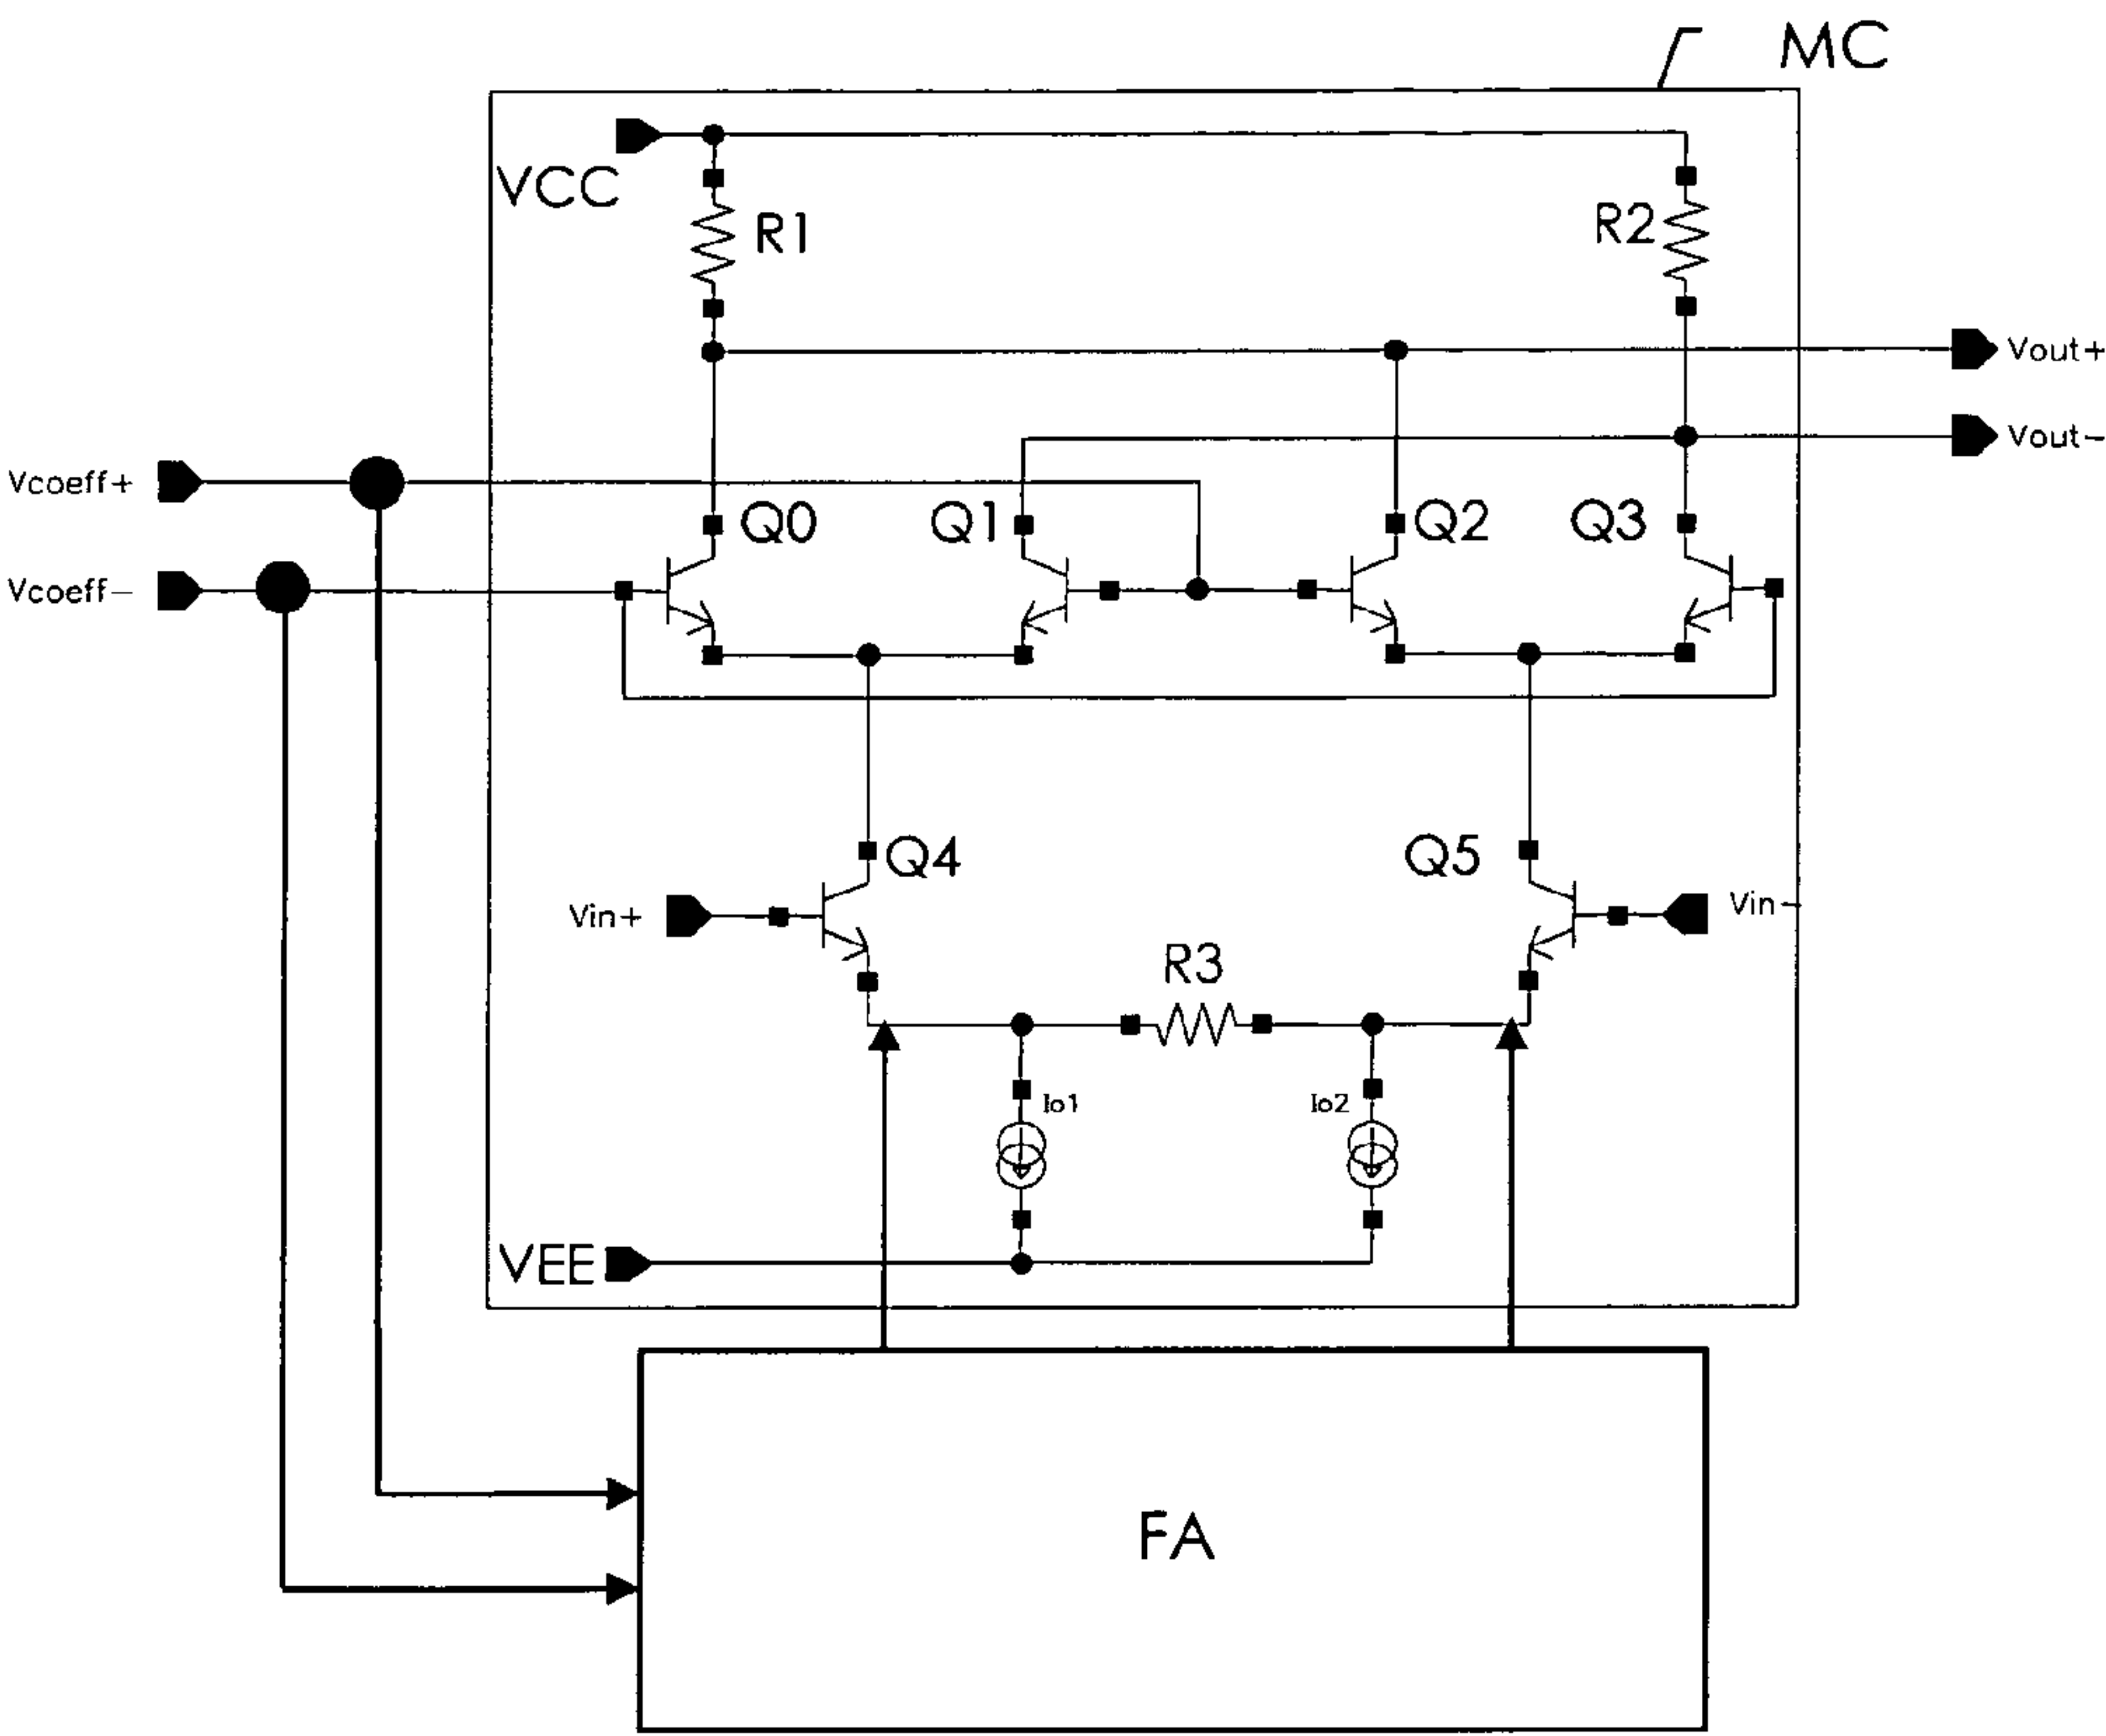 MC
VCC
R1
R2
Vout+
Vout-
Vcoeff+
Q0
Q1
Q2
Q3
Vcoeff-
Q4
Q5
Vin+
Vin-
R3
Io1
Io2
VEE
FA